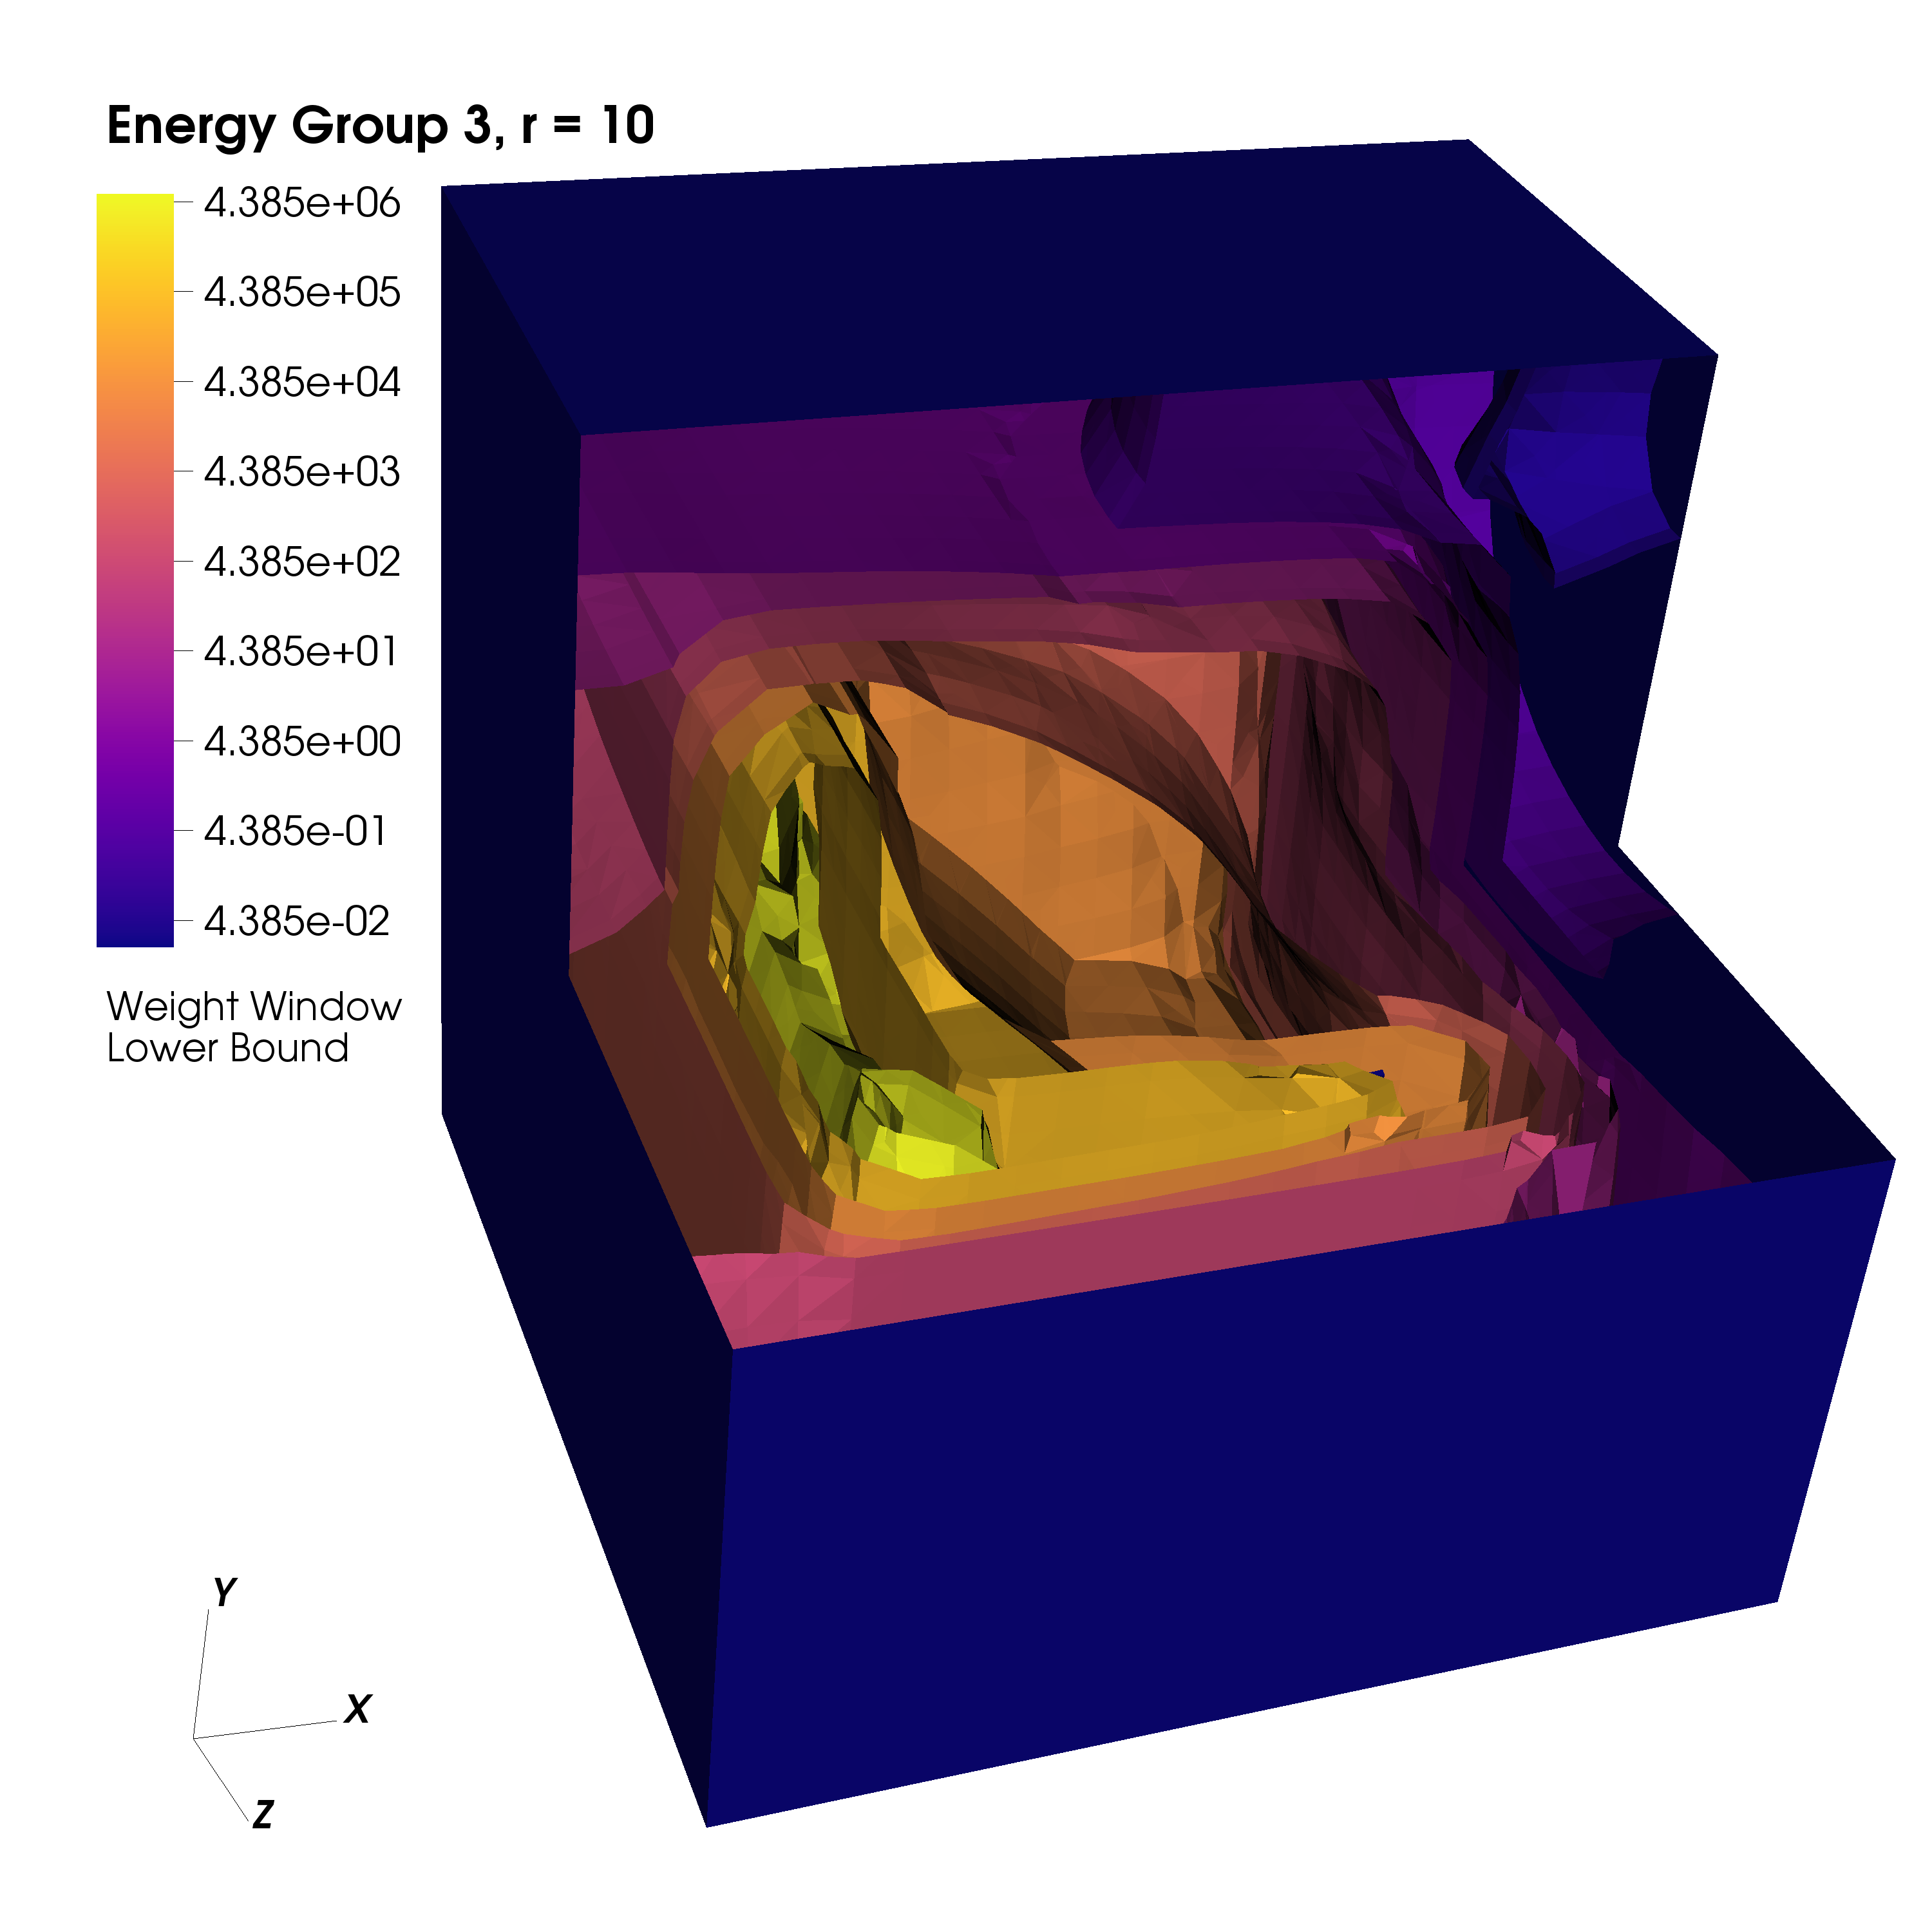 Energy Group 3, r = 10
4.385e+06
4.385e+05
4.385e+04
4.385e+03
4.385e+02
4.385e+01
4.385e+00
4.385e-01
4.385e-02
Weight Window
Lower Bound
Y
X
Z